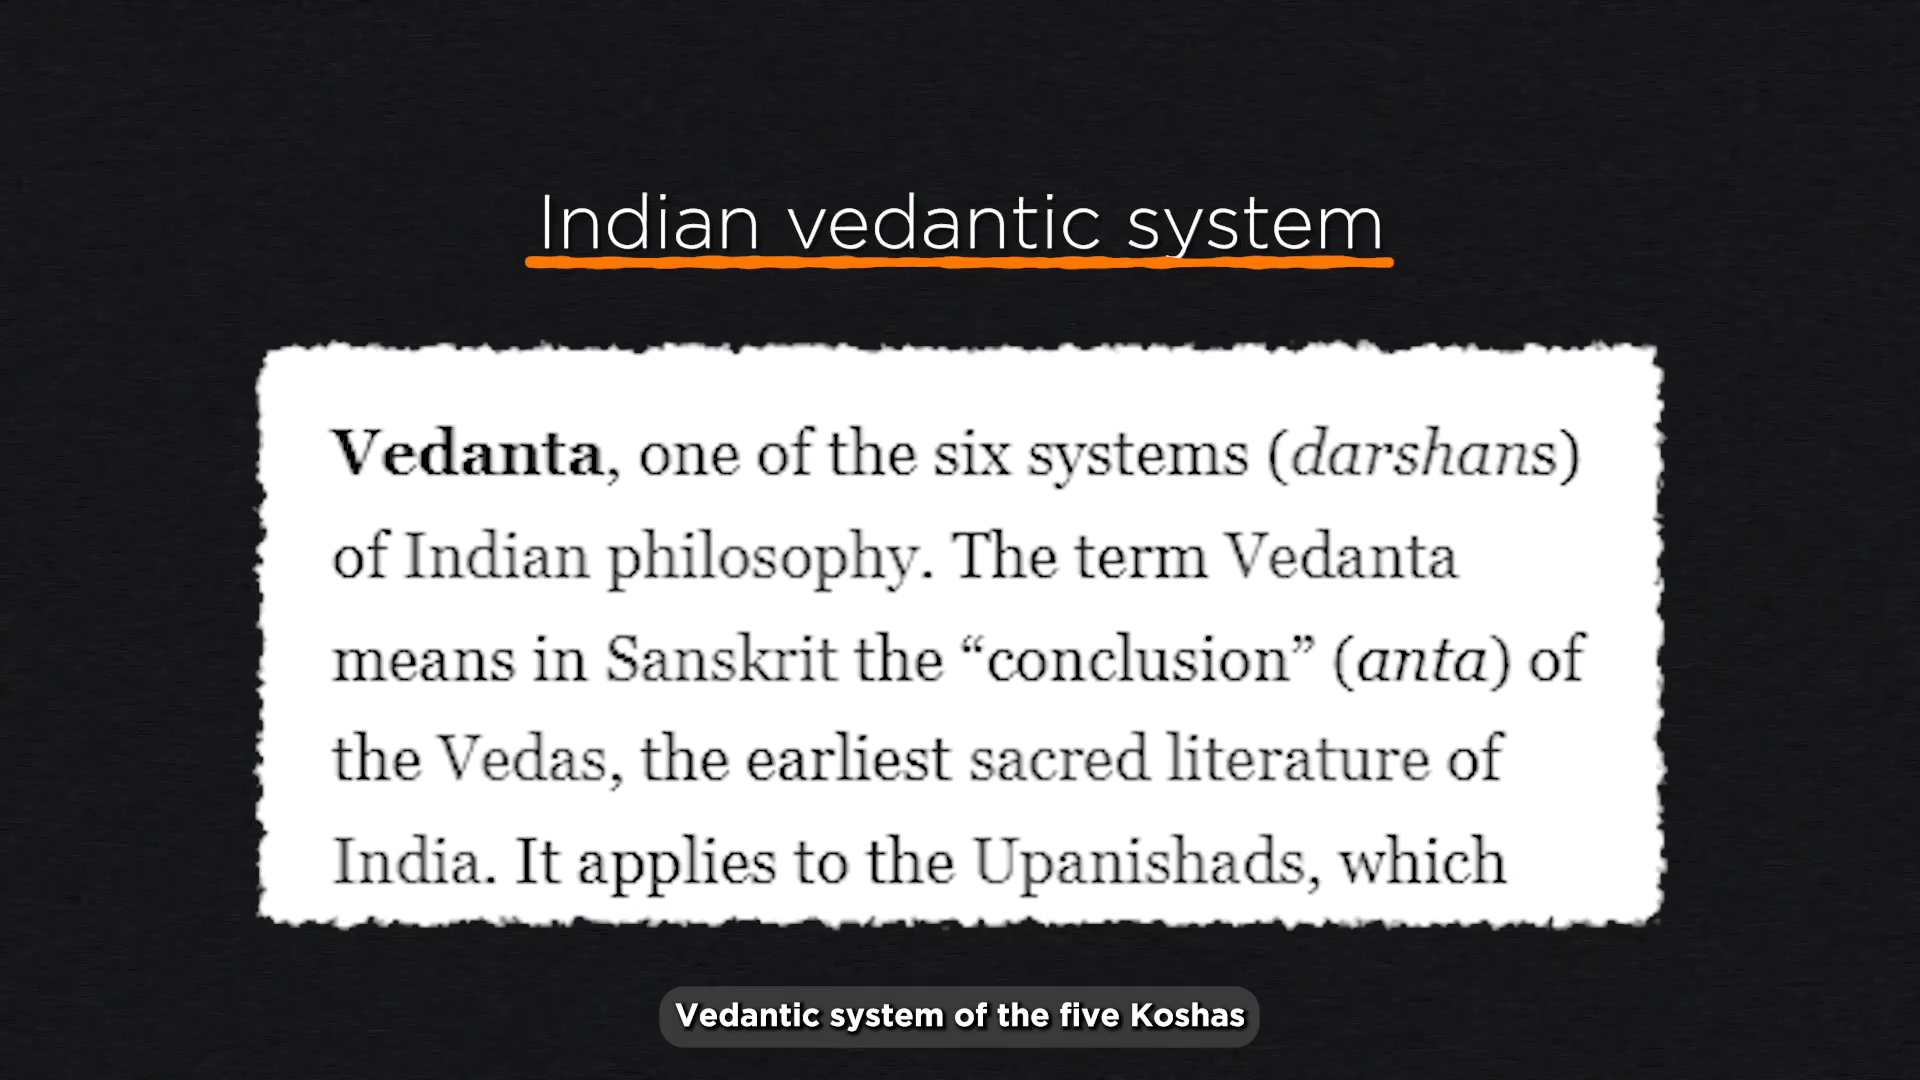 Indian vedantic system
Vedanta, one of the six systems (darshans)
of Indian philosophy. The term Vedanta
means in Sanskrit the “conclusion” (anta) of
the Vedas, the earliest sacred literature of
India. It applies to the Upanishads, which
Vedantic system of the five Koshas